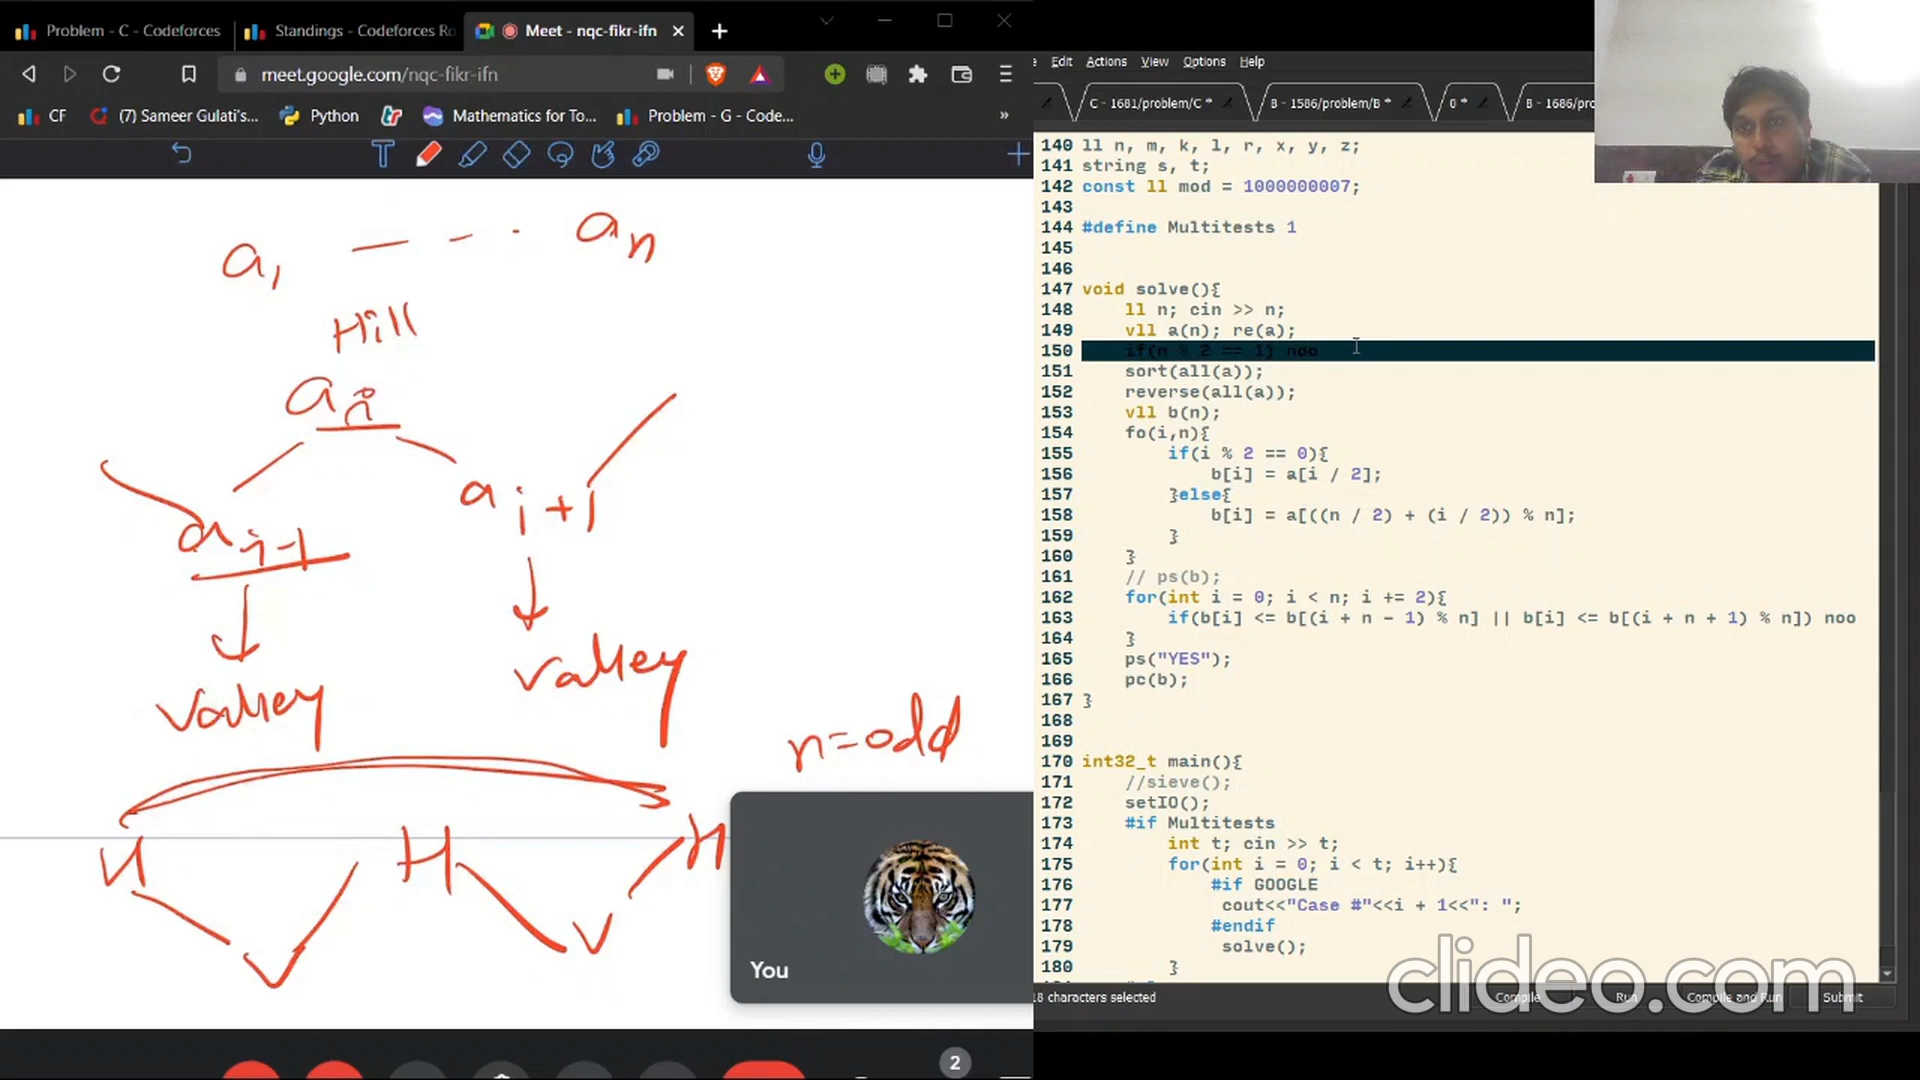 Problem - C - Codeforces
Standings - Codeforces Ro
Meet - nqc-fikr-ifn
meet.google.com/nqc-fikr-ifn
CF
(7) Sameer Gulati's...
Python
Mathematics for To...
Problem - G - Code...
»
a1 - - - an
Hill
ai
ai-1
ai+1
valley
valley
n=odd
H
H
H
V
V
You
2
Edit Actions View Options Help
C - 1681/problem/C *
B - 1586/problem/B *
0 *
B - 1686/pro
140 ll n, m, k, l, r, x, y, z;
141 string s, t;
142 const ll mod = 1000000007;
143
144 #define Multitests 1
145
146
147 void solve(){
148 ll n; cin >> n;
149 vll a(n); re(a);
150 if(n % 2 == 1) noo
151 sort(all(a));
152 reverse(all(a));
153 vll b(n);
154 fo(i,n){
155 if(i % 2 == 0){
156 b[i] = a[i / 2];
157 }else{
158 b[i] = a[((n / 2) + (i / 2)) % n];
159 }
160 }
161 // ps(b);
162 for(int i = 0; i < n; i += 2){
163 if(b[i] <= b[(i + n - 1) % n] || b[i] <= b[(i + n + 1) % n]) noo
164 }
165 ps("YES");
166 pc(b);
167 }
168
169
170 int32_t main(){
171 //sieve();
172 setIO();
173 #if Multitests
174 int t; cin >> t;
175 for(int i = 0; i < t; i++){
176 #if GOOGLE
177 cout<<"Case #"<<i + 1<<": ";
178 #endif
179 solve();
180 }
18 characters selected
Compile
Run
Compile and Run
Submit
clideo.com